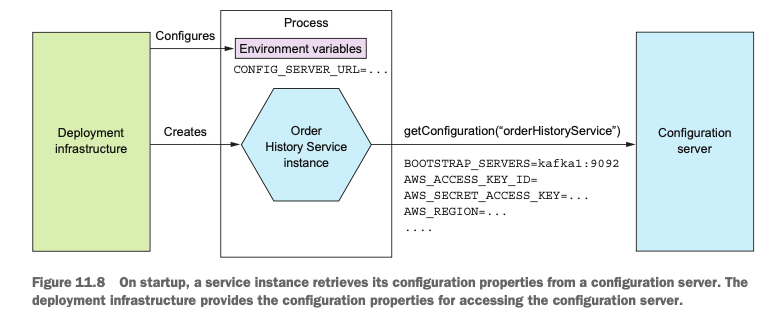 Process
Configures
Environment variables
CONFIG_SERVER_URL=...
Deployment
infrastructure
Creates
Order
History Service
instance
getConfiguration("orderHistoryService")
BOOTSTRAP_SERVERS=kafka1:9092
AWS_ACCESS_KEY_ID=
AWS_SECRET_ACCESS_KEY=...
AWS_REGION=...
....
Configuration
server
Figure 11.8 On startup, a service instance retrieves its configuration properties from a configuration server. The
deployment infrastructure provides the configuration properties for accessing the configuration server.